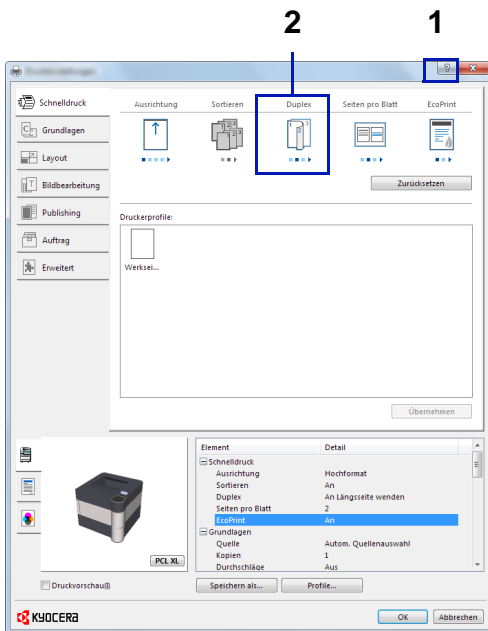 2 1
?
Schnelldruck
Grundlagen
Layout
Bildbearbeitung
Publishing
Auftrag
Erweitert
Ausrichtung Sortieren Duplex Seiten pro Blatt EcoPrint
Zurücksetzen
Druckerprofile:
Werksei...
Übernehmen
Element Detail
Schnelldruck
Ausrichtung Hochformat
Sortieren An
Duplex An Längsseite wenden
Seiten pro Blatt 2
EcoPrint An
Grundlagen
Quelle Autom. Quellenauswahl
Kopien 1
Durchschläge Aus
PCL XL
Druckvorschau(I) Speichern als... Profile...
KYOCERA OK Abbrechen